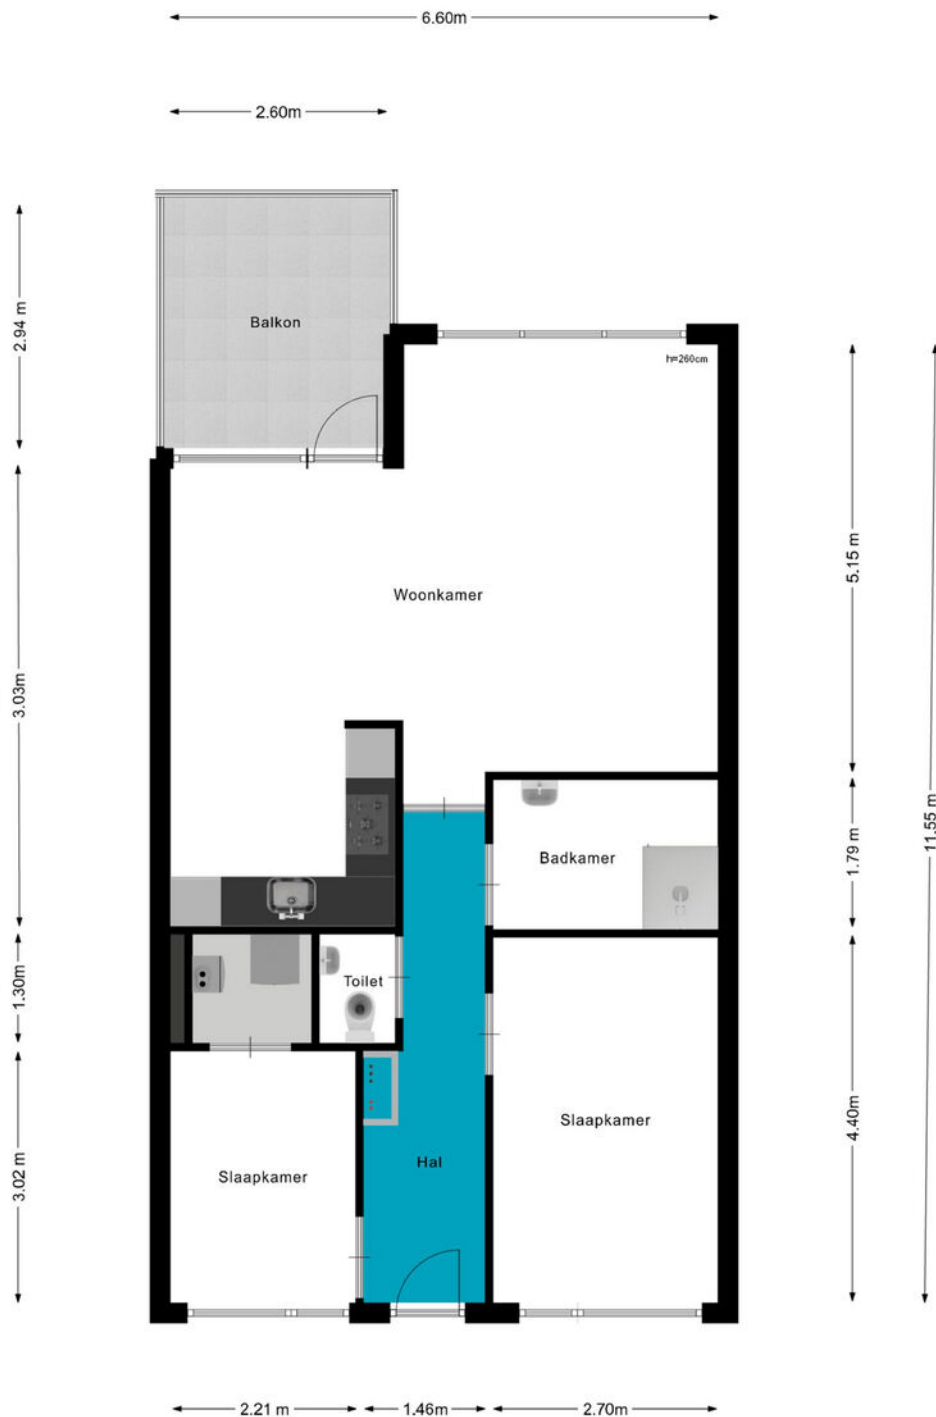 6.60m
2.60m
2.94 m
Balkon
h=260cm
5.15 m
3.03m
Woonkamer
11.55 m
1.79 m
Badkamer
1.30m
Toilet
4.40m
3.02 m
Slaapkamer
Hal
Slaapkamer
2.21 m
1.46m
2.70m